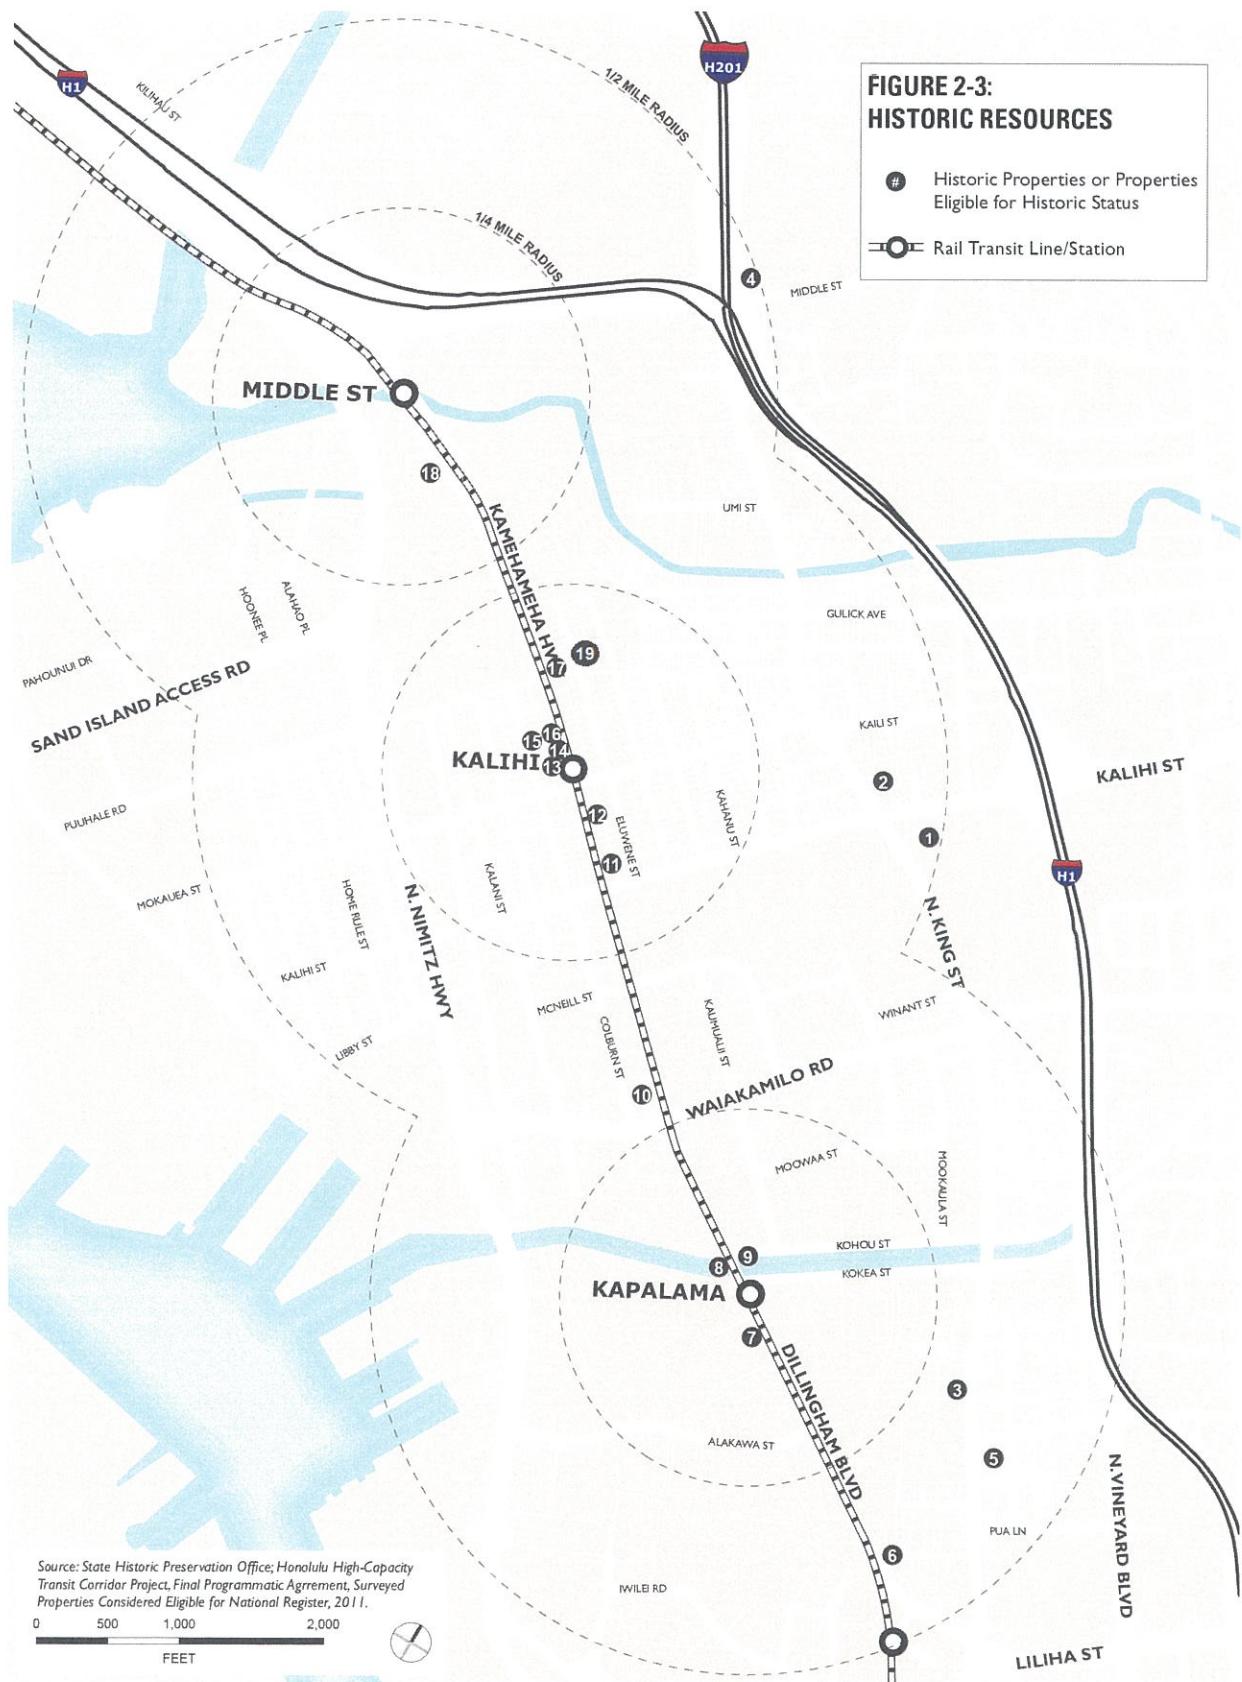 H1
KILIHAU ST
1/2 MILE RADIUS
H201
FIGURE 2-3:
HISTORIC RESOURCES
# Historic Properties or Properties
Eligible for Historic Status
Rail Transit Line/Station
1/4 MILE RADIUS
4
MIDDLE ST
MIDDLE ST
18
UMI ST
KAMEHAMEHA HW
HOONEE PL
ALAHAO PL
GULICK AVE
PAHOUNUI DR
SAND ISLAND ACCESS RD
19
17
KAILI ST
16
15
14
KALIHI
13
KALIHI ST
2
PUUHALE RD
12
KAHANU ST
ELUWENE ST
1
11
H1
MOKAUEA ST
HOME RULE ST
N. NIMITZ HWY
KALANI ST
N. KING ST
KALIHI ST
MCNEILL ST
WINANT ST
LIBBY ST
COLBURN ST
KAUMUALII ST
10
WAIAKAMILO RD
MOOWAA ST
MOOKAULA ST
KOHOU ST
9
8
KOKEA ST
KAPALAMA
7
DILLINGHAM BLVD
3
ALAKAWA ST
5
N. VINEYARD BLVD
PUA LN
6
IWILEI RD
LILIHA ST
Source: State Historic Preservation Office; Honolulu High-Capacity
Transit Corridor Project, Final Programmatic Agrrement, Surveyed
Properties Considered Eligible for National Register, 2011.
0 500 1,000 2,000
FEET